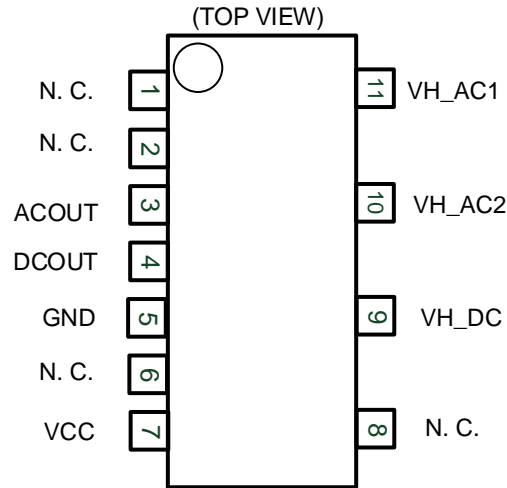 (TOP VIEW)
N. C. 1
N. C. 2
ACOUT 3
DCOUT 4
GND 5
N. C. 6
VCC 7
11 VH_AC1
10 VH_AC2
9 VH_DC
8 N. C.